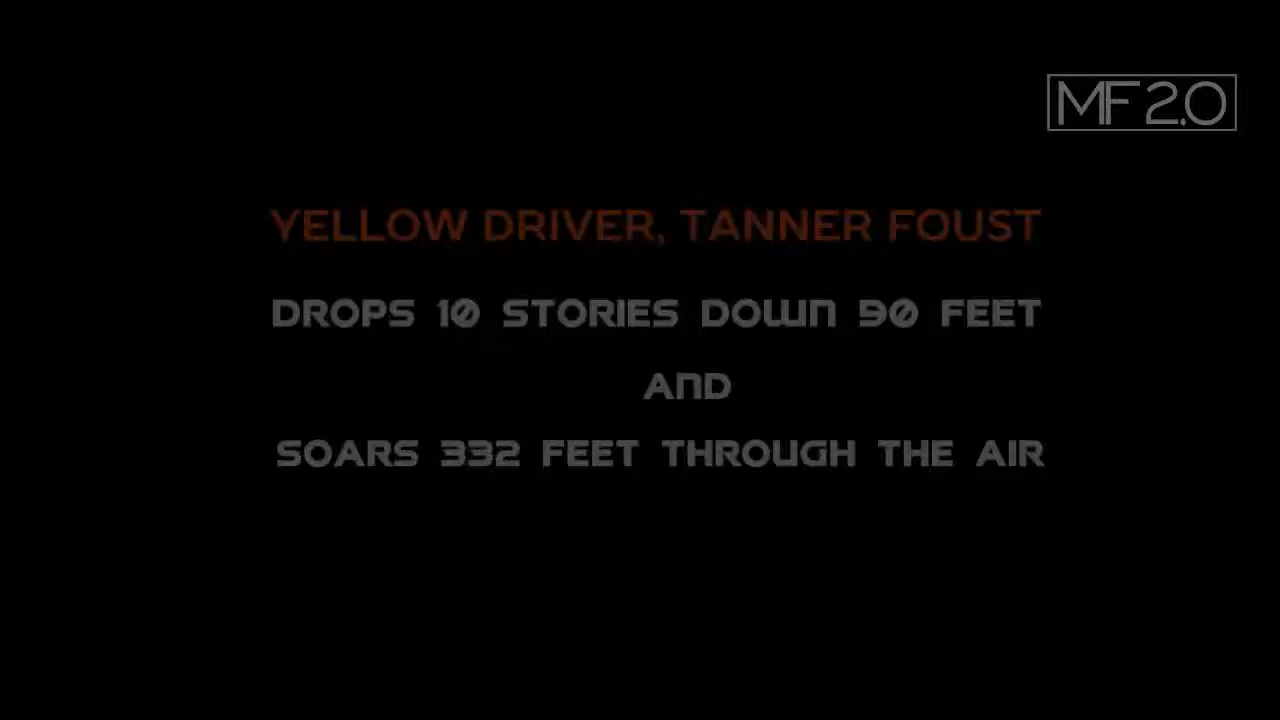 MF 2.0
YELLOW DRIVER, TANNER FOUST
DROPS 10 STORIES DOWN 90 FEET
AND
SOARS 332 FEET THROUGH THE AIR